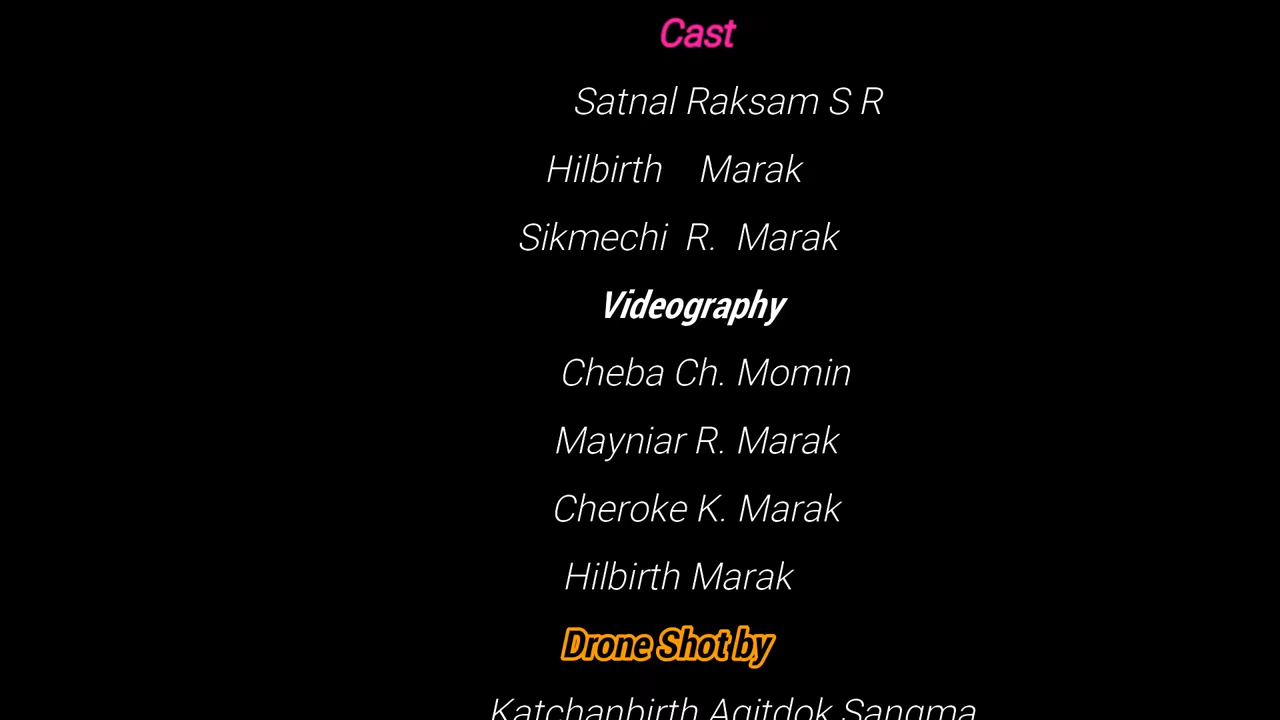 Cast
Satnal Raksam S R
Hilbirth Marak
Sikmechi R. Marak
Videography
Cheba Ch. Momin
Mayniar R. Marak
Cheroke K. Marak
Hilbirth Marak
Drone Shot by
Katchanbirth Agitdok Sangma